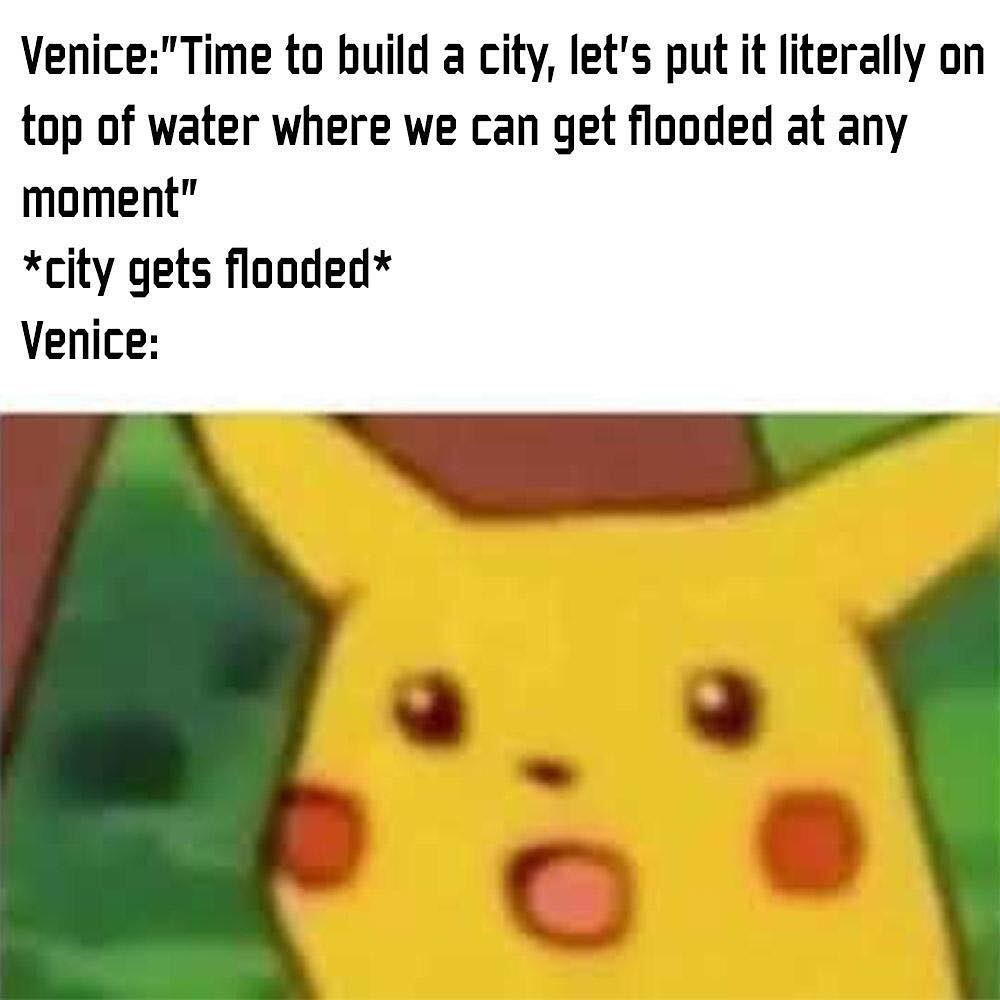 Venice:"Time to build a city, let's put it literally on
top of water where we can get flooded at any
moment"
*city gets flooded*
Venice: